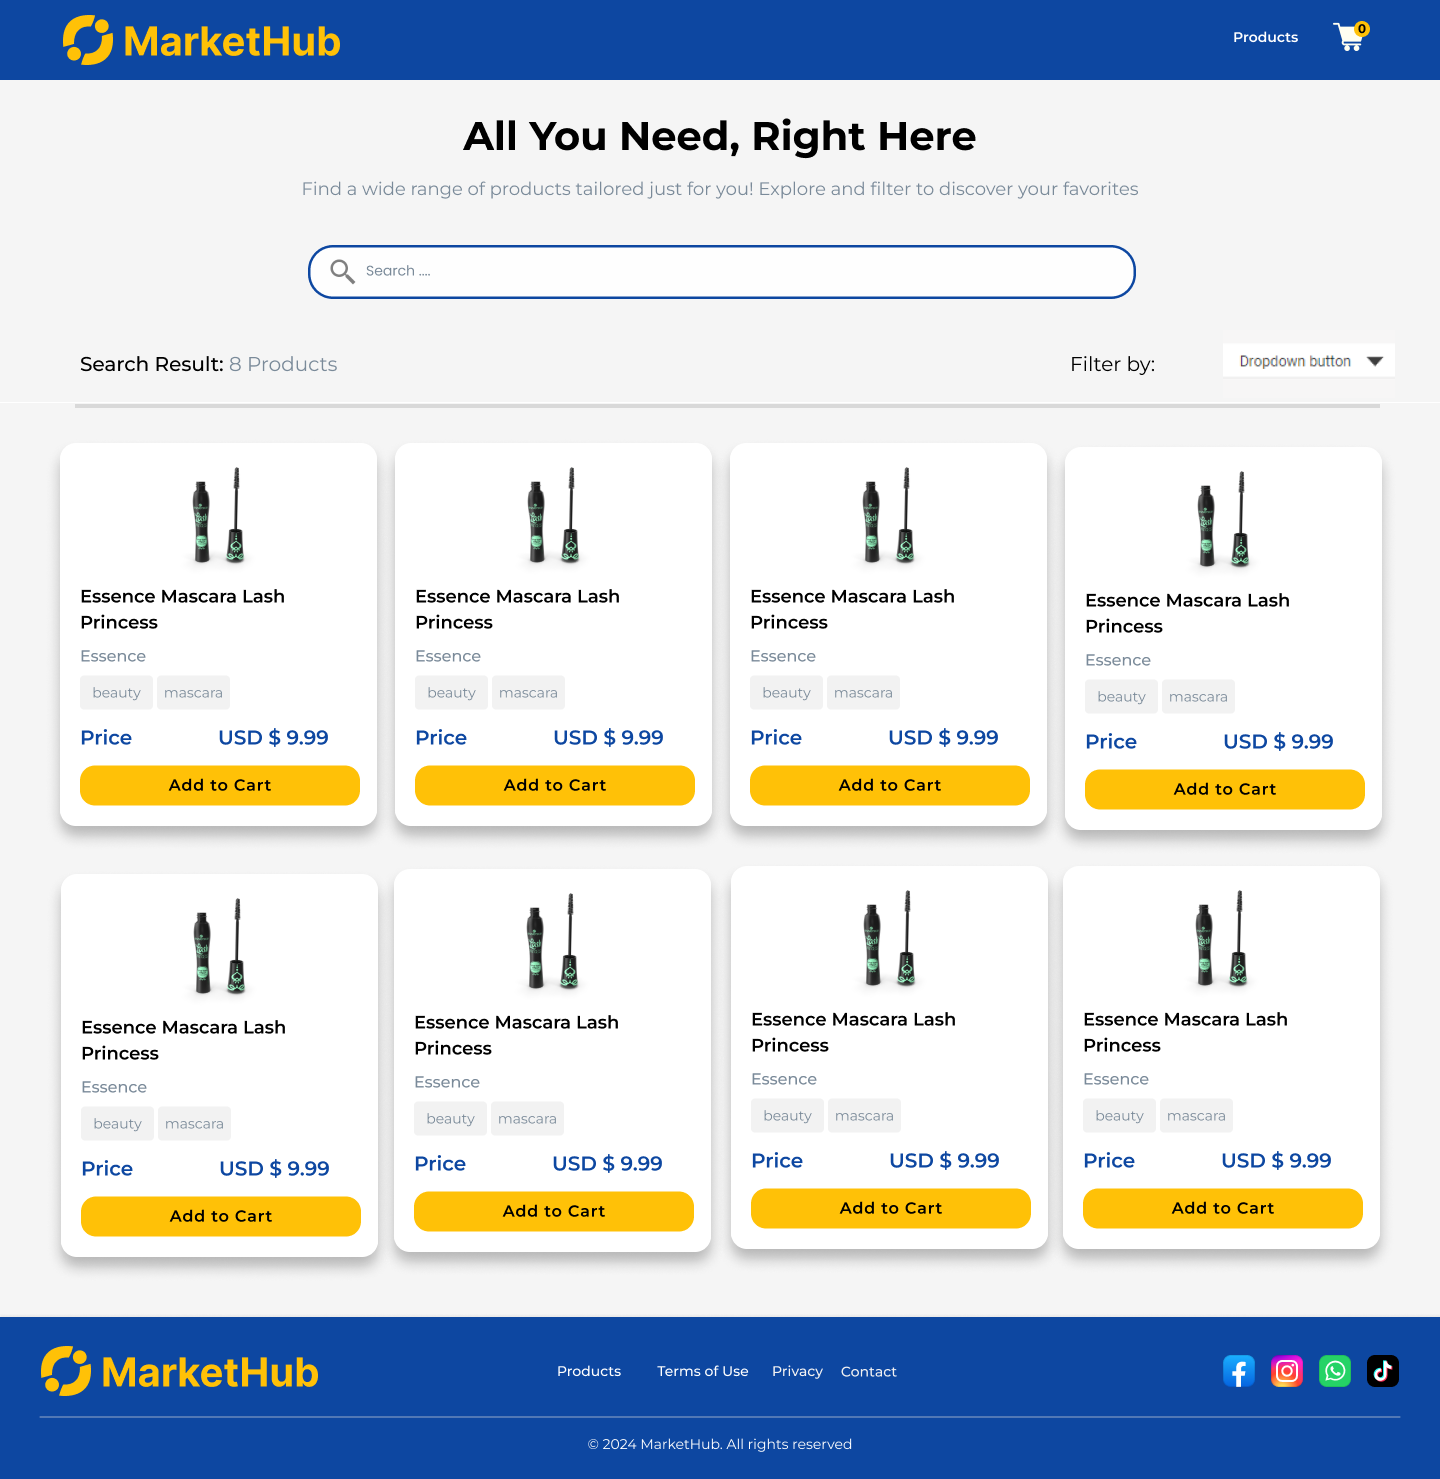 MarketHub
Products
0
All You Need, Right Here
Find a wide range of products tailored just for you! Explore and filter to discover your favorites
Search ....
Search Result: 8 Products
Filter by:
Dropdown button
Essence Mascara Lash
Princess
Essence
beauty
mascara
Price
USD $ 9.99
Add to Cart
Essence Mascara Lash
Princess
Essence
beauty
mascara
Price
USD $ 9.99
Add to Cart
Essence Mascara Lash
Princess
Essence
beauty
mascara
Price
USD $ 9.99
Add to Cart
Essence Mascara Lash
Princess
Essence
beauty
mascara
Price
USD $ 9.99
Add to Cart
Essence Mascara Lash
Princess
Essence
beauty
mascara
Price
USD $ 9.99
Add to Cart
Essence Mascara Lash
Princess
Essence
beauty
mascara
Price
USD $ 9.99
Add to Cart
Essence Mascara Lash
Princess
Essence
beauty
mascara
Price
USD $ 9.99
Add to Cart
Essence Mascara Lash
Princess
Essence
beauty
mascara
Price
USD $ 9.99
Add to Cart
MarketHub
Products
Terms of Use
Privacy
Contact
© 2024 MarketHub. All rights reserved